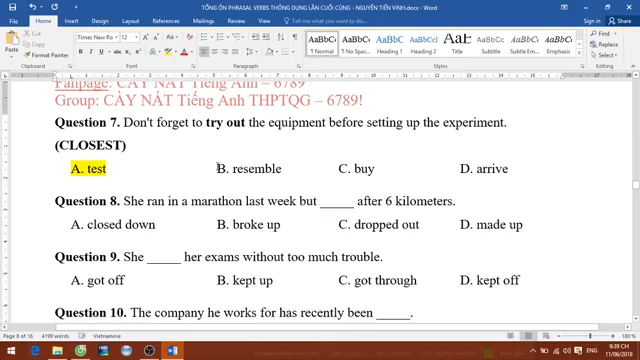 TỔNG ÔN PHRASAL VERBS THÔNG DỤNG LẦN CUỐI CÙNG - NGUYỄN TIẾN VINH.docx - Word
File Home Insert Design Layout References Mailings Review View Tell me what you want to do... Share
Paste Times New Ro 12 Find Replace Select
AaBbCc AaBbCc AaBbCc AaBbCc AaB AaBbCcC AaBbCcDc
¶ Normal ¶ No Spac... Heading 1 Heading 2 Title Subtitle Subtle Em...
Clipboard Font Paragraph Styles Editing
Fanpage: CÀY NÁT Tiếng Anh – 6789!
Group: CÀY NÁT Tiếng Anh THPTQG – 6789!
Question 7. Don't forget to try out the equipment before setting up the experiment.
(CLOSEST)
A. test B. resemble C. buy D. arrive
Question 8. She ran in a marathon last week but _____ after 6 kilometers.
A. closed down B. broke up C. dropped out D. made up
Question 9. She _____ her exams without too much trouble.
A. got off B. kept up C. got through D. kept off
Question 10. The company he works for has recently been _____.
Page 8 of 16 4199 words Vietnamese
ENG 9:39 CH
11/06/2018